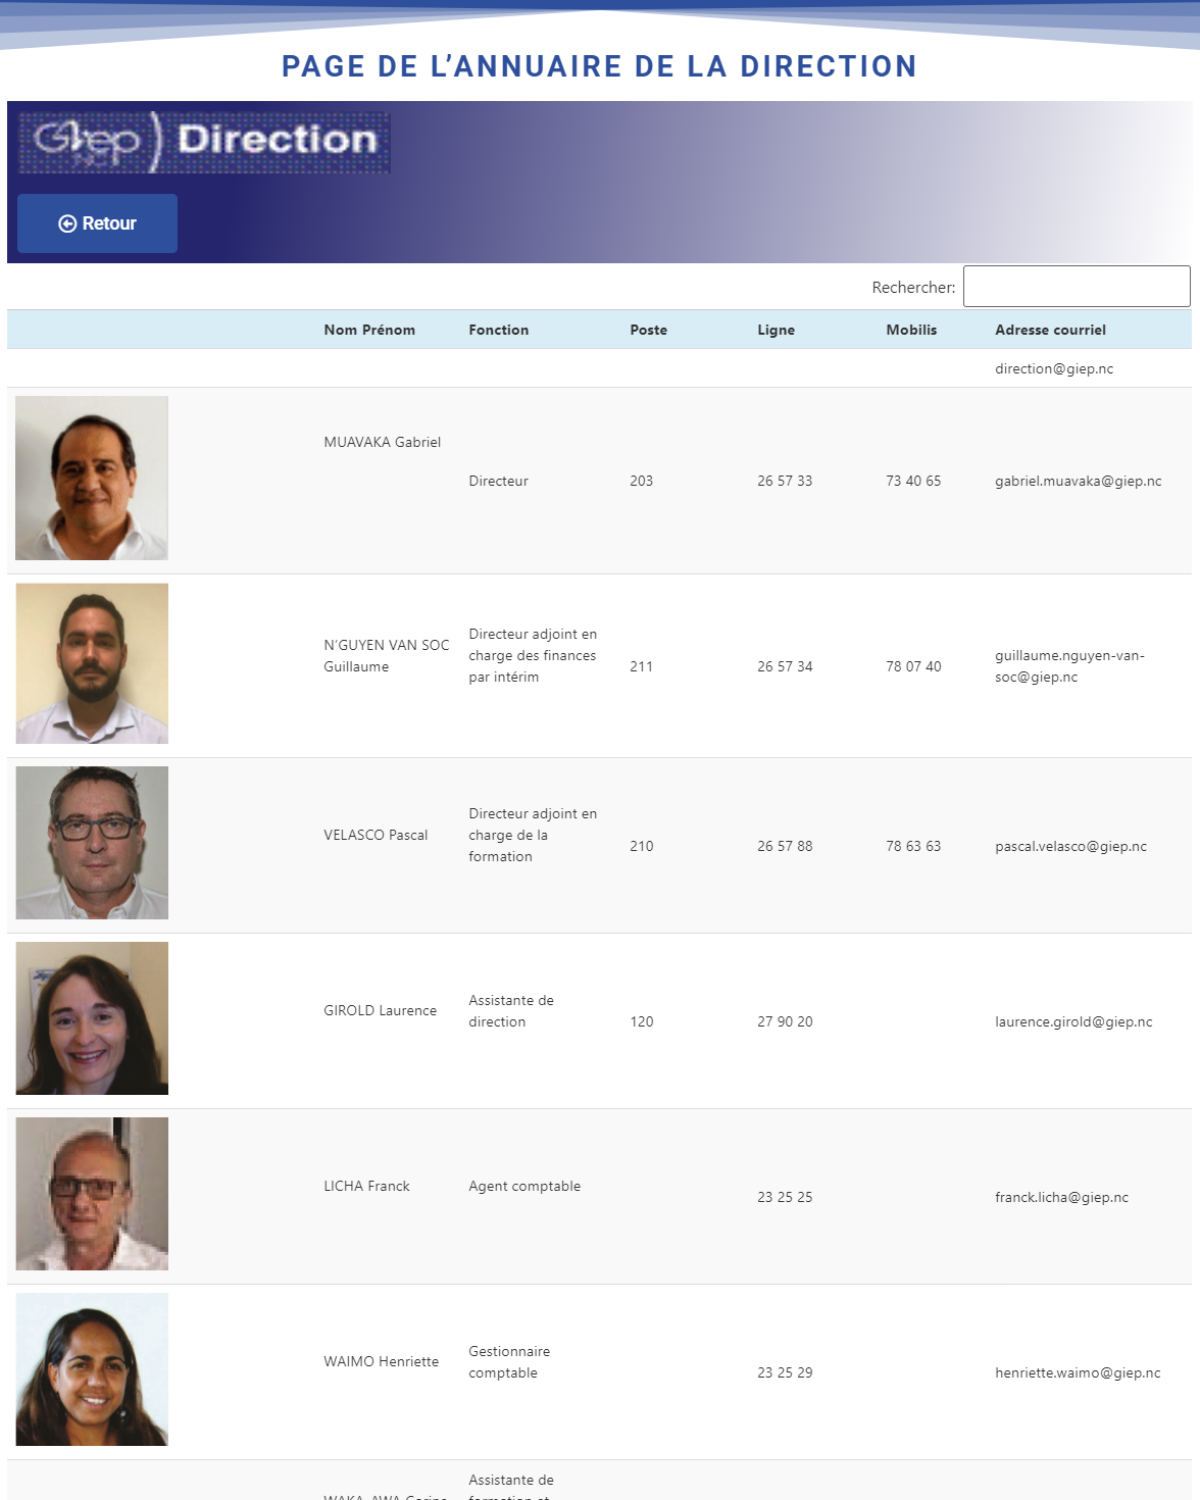 PAGE DE L’ANNUAIRE DE LA DIRECTION
Giep NC ) Direction
Retour
Rechercher:
Nom Prénom Fonction Poste Ligne Mobilis Adresse courriel
direction@giep.nc
MUAVAKA Gabriel
Directeur 203 26 57 33 73 40 65 gabriel.muavaka@giep.nc
N’GUYEN VAN SOC
Guillaume
Directeur adjoint en
charge des finances
par intérim
211 26 57 34 78 07 40
guillaume.nguyen-van-
soc@giep.nc
VELASCO Pascal
Directeur adjoint en
charge de la
formation
210 26 57 88 78 63 63 pascal.velasco@giep.nc
GIROLD Laurence
Assistante de
direction
120 27 90 20 laurence.girold@giep.nc
LICHA Franck Agent comptable
23 25 25 franck.licha@giep.nc
WAIMO Henriette
Gestionnaire
comptable
23 25 29 henriette.waimo@giep.nc
Assistante de
formation et